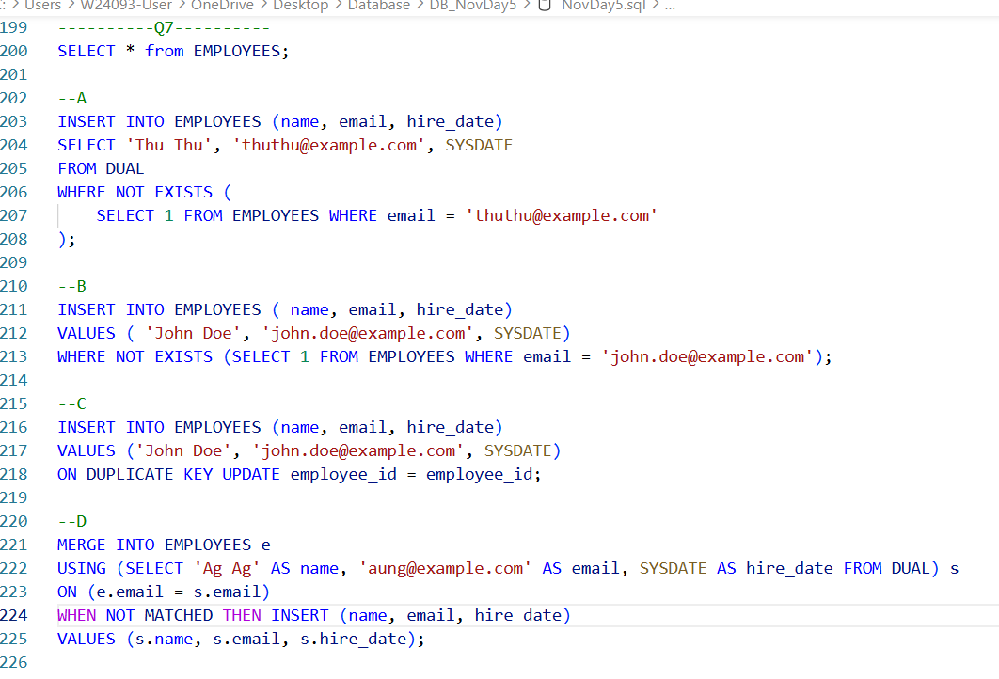 : > Users > W24093-User > OneDrive > Desktop > Database > DB_NovDay5 > NovDay5.sql > ...
199 ----------Q7----------
200 SELECT * from EMPLOYEES;
201
202 --A
203 INSERT INTO EMPLOYEES (name, email, hire_date)
204 SELECT 'Thu Thu', 'thuthu@example.com', SYSDATE
205 FROM DUAL
206 WHERE NOT EXISTS (
207     SELECT 1 FROM EMPLOYEES WHERE email = 'thuthu@example.com'
208 );
209
210 --B
211 INSERT INTO EMPLOYEES ( name, email, hire_date)
212 VALUES ( 'John Doe', 'john.doe@example.com', SYSDATE)
213 WHERE NOT EXISTS (SELECT 1 FROM EMPLOYEES WHERE email = 'john.doe@example.com');
214
215 --C
216 INSERT INTO EMPLOYEES (name, email, hire_date)
217 VALUES ('John Doe', 'john.doe@example.com', SYSDATE)
218 ON DUPLICATE KEY UPDATE employee_id = employee_id;
219
220 --D
221 MERGE INTO EMPLOYEES e
222 USING (SELECT 'Ag Ag' AS name, 'aung@example.com' AS email, SYSDATE AS hire_date FROM DUAL) s
223 ON (e.email = s.email)
224 WHEN NOT MATCHED THEN INSERT (name, email, hire_date)
225 VALUES (s.name, s.email, s.hire_date);
226